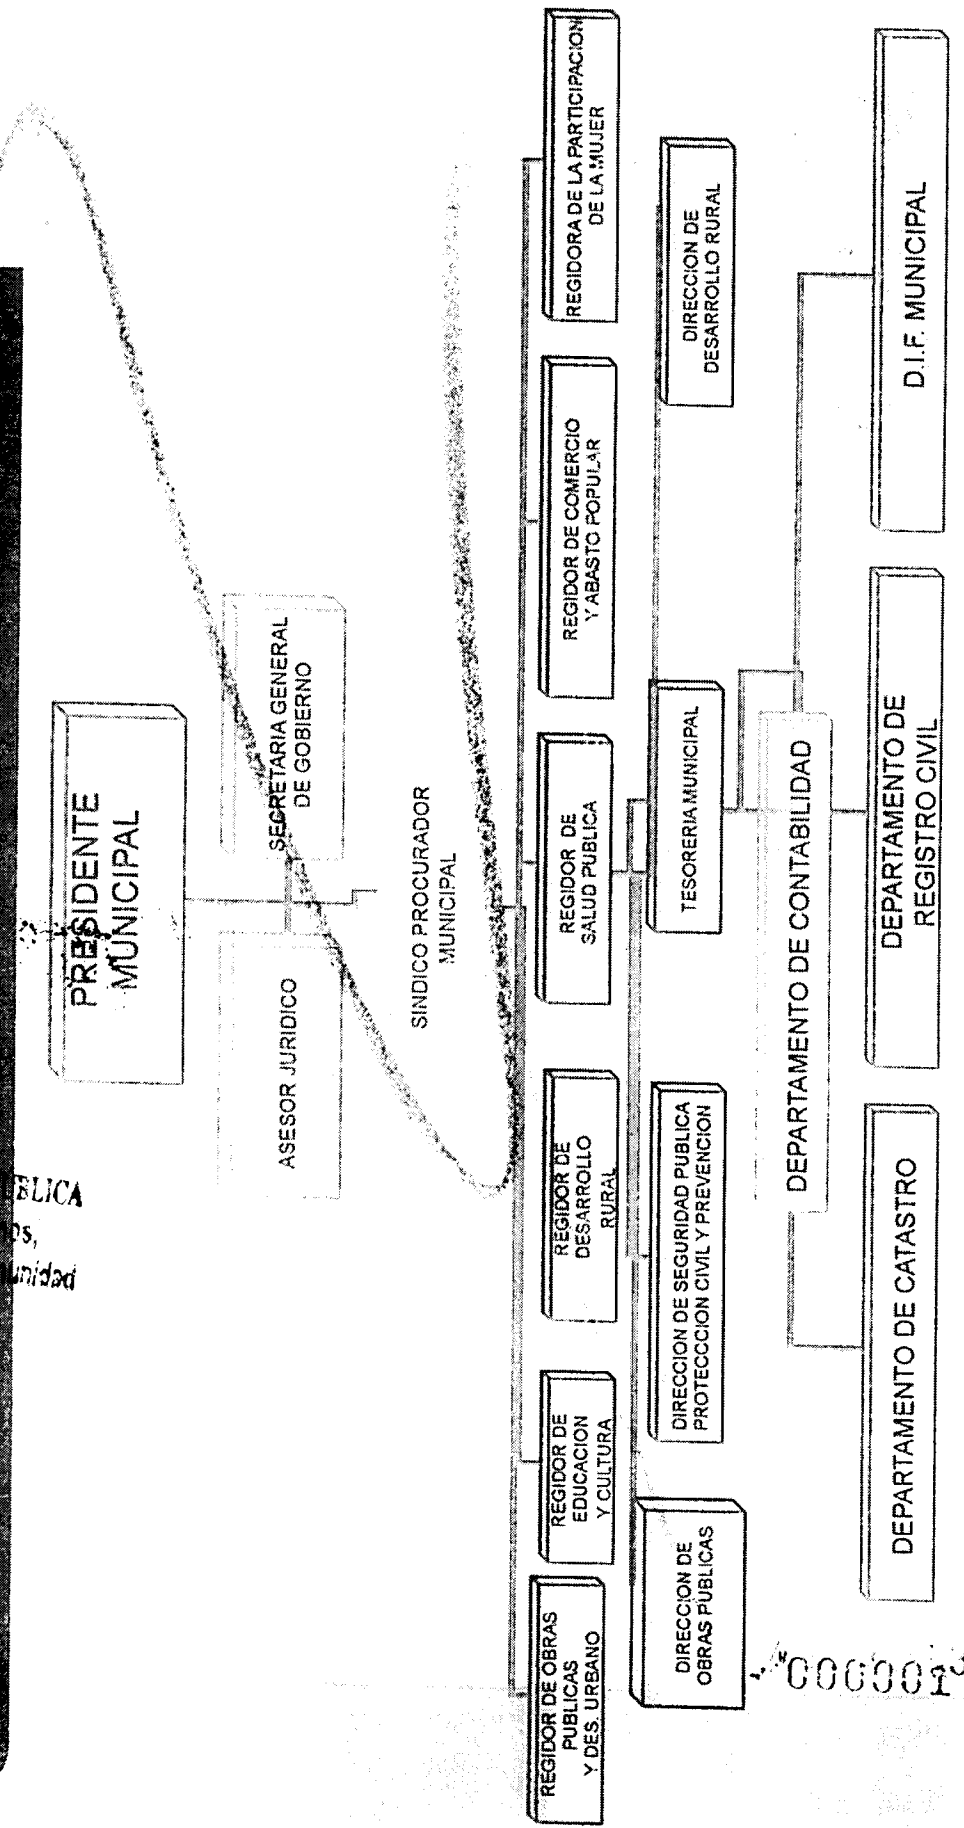 PRESIDENTE
MUNICIPAL
ASESOR JURIDICO
SECRETARIA GENERAL
DE GOBIERNO
SINDICO PROCURADOR
MUNICIPAL
REGIDOR DE OBRAS
PUBLICAS
Y DES. URBANO
REGIDOR DE
EDUCACION
Y CULTURA
REGIDOR DE
DESARROLLO
RURAL
REGIDOR DE
SALUD PUBLICA
REGIDOR DE COMERCIO
Y ABASTO POPULAR
REGIDORA DE LA PARTICIPACION
DE LA MUJER
DIRECCION DE
OBRAS PUBLICAS
DIRECCION DE SEGURIDAD PUBLICA
PROTECCCION CIVIL Y PREVENCION
TESORERIA MUNICIPAL
DIRECCION DE
DESARROLLO RURAL
DEPARTAMENTO DE CONTABILIDAD
DEPARTAMENTO DE CATASTRO
DEPARTAMENTO DE
REGISTRO CIVIL
D.I.F. MUNICIPAL